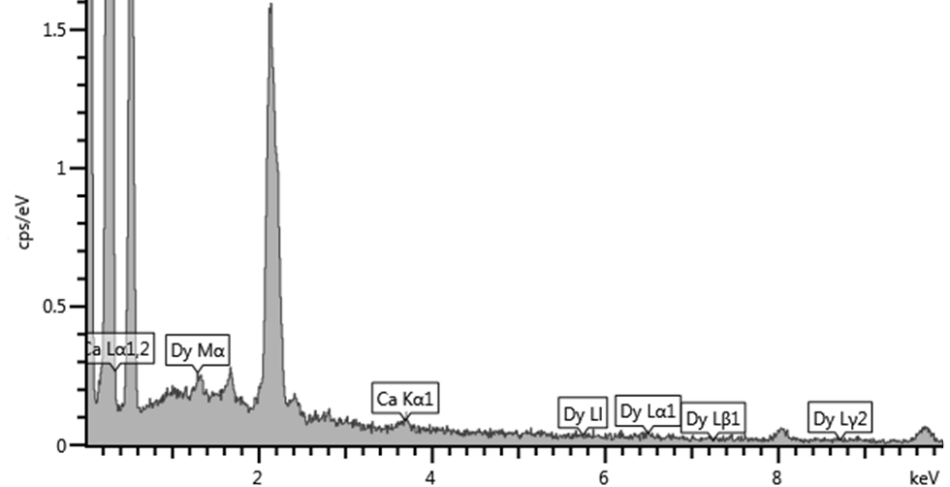 1.5
1
cps/eV
0.5
Ca Lα1,2
Dy Mα
Ca Kα1
Dy Ll
Dy Lα1
Dy Lβ1
Dy Lγ2
0
2
4
6
8
keV